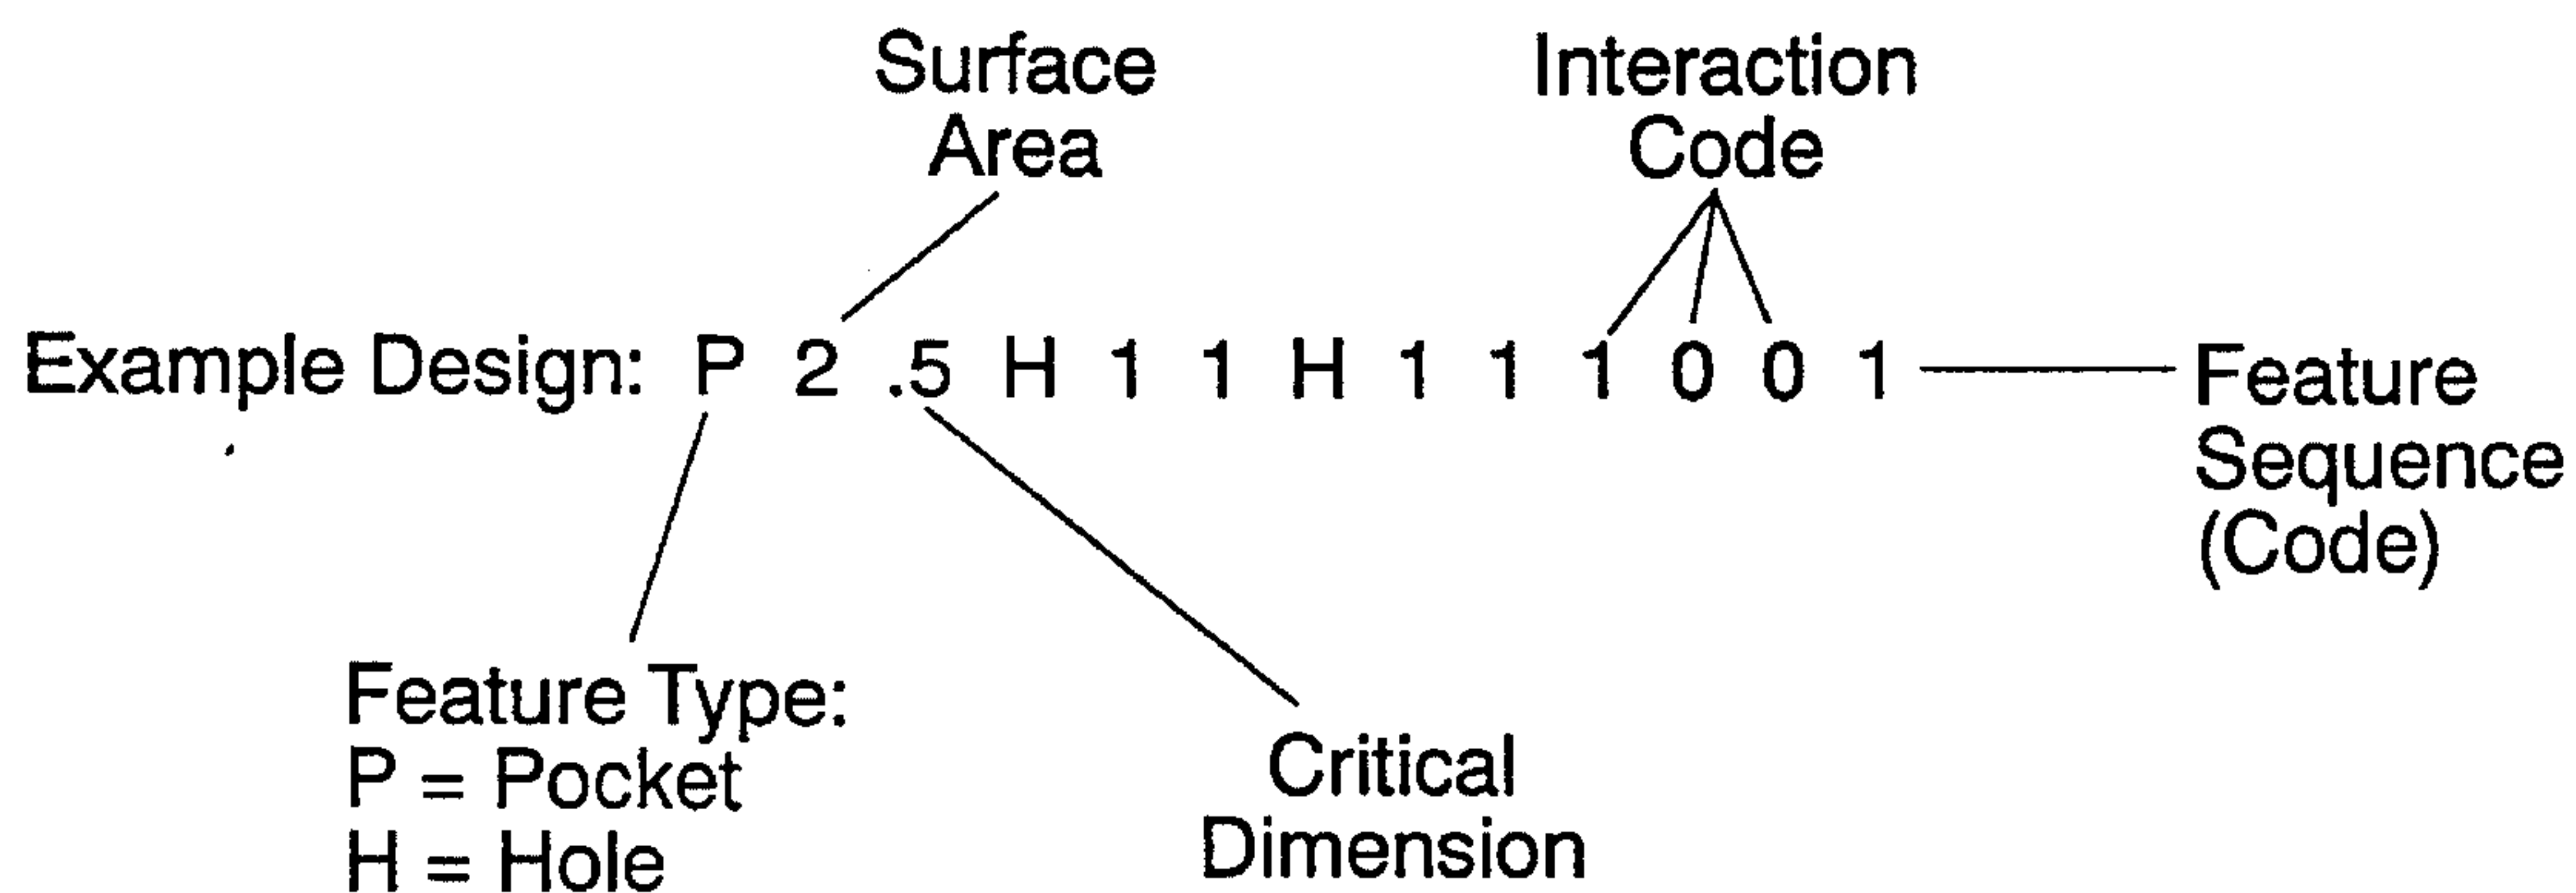 Surface
Area
Interaction
Code
Example Design: P 2 .5 H 1 1 H 1 1 1 0 0 1
Feature
Sequence
(Code)
Feature Type:
P = Pocket
H = Hole
Critical
Dimension